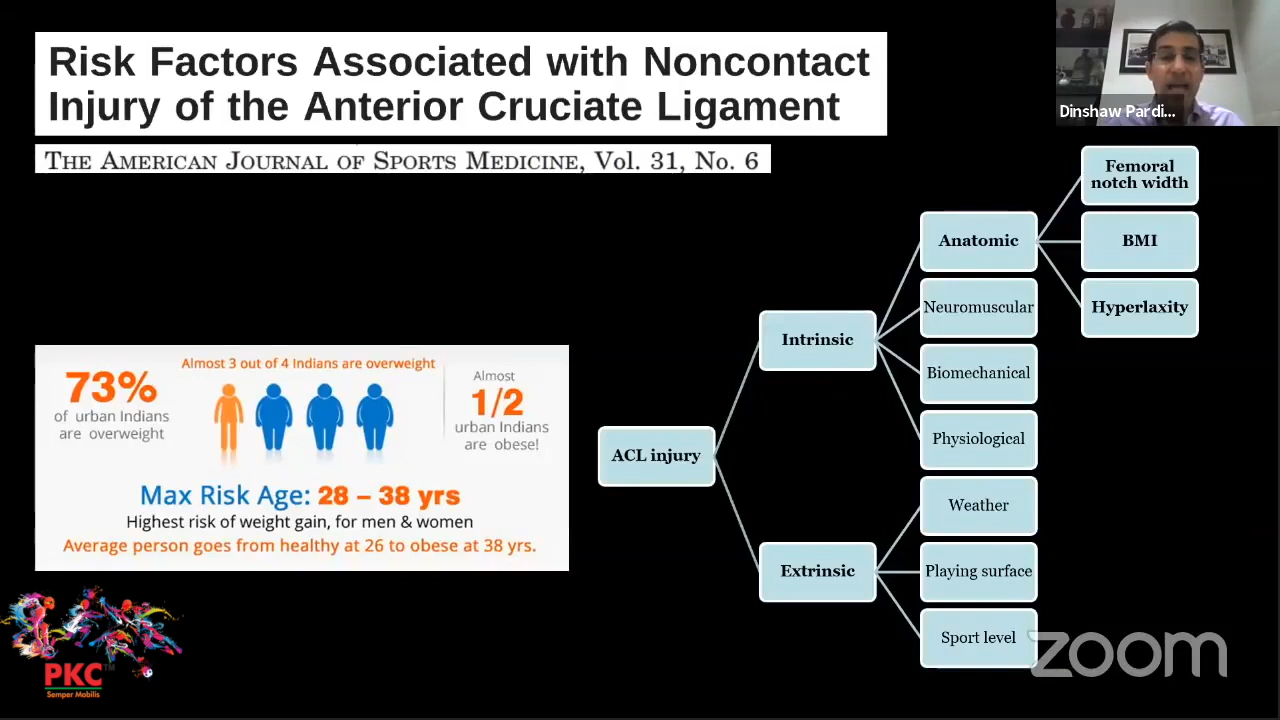 Risk Factors Associated with Noncontact
Injury of the Anterior Cruciate Ligament
THE AMERICAN JOURNAL OF SPORTS MEDICINE, Vol. 31, No. 6
Dinshaw Pardi...
Almost 3 out of 4 Indians are overweight
73%
of urban Indians
are overweight
Almost
1/2
urban Indians
are obese!
Max Risk Age: 28 – 38 yrs
Highest risk of weight gain, for men & women
Average person goes from healthy at 26 to obese at 38 yrs.
ACL injury
Intrinsic
Extrinsic
Anatomic
Neuromuscular
Biomechanical
Physiological
Weather
Playing surface
Sport level
Femoral
notch width
BMI
Hyperlaxity
PKC™
Semper Mobilis
zoom